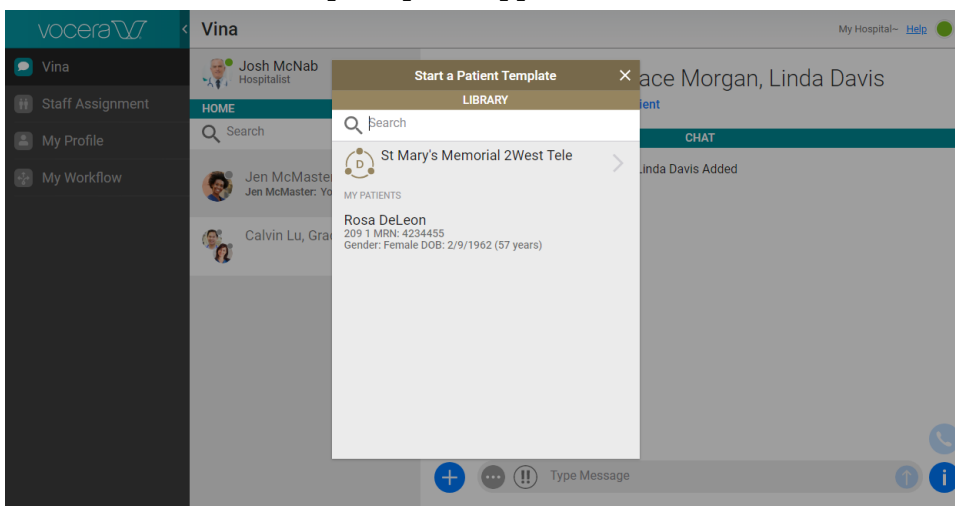 vocera
Vina
My Hospital~ Help
Vina
Staff Assignment
My Profile
My Workflow
Josh McNab
Hospitalist
HOME
Search
Jen McMaster
Jen McMaster: Yo
Calvin Lu, Gra
Start a Patient Template
LIBRARY
Search
D
St Mary's Memorial 2West Tele
MY PATIENTS
Rosa DeLeon
209 1 MRN: 4234455
Gender: Female DOB: 2/9/1962 (57 years)
ace Morgan, Linda Davis
ient
CHAT
Linda Davis Added
Type Message